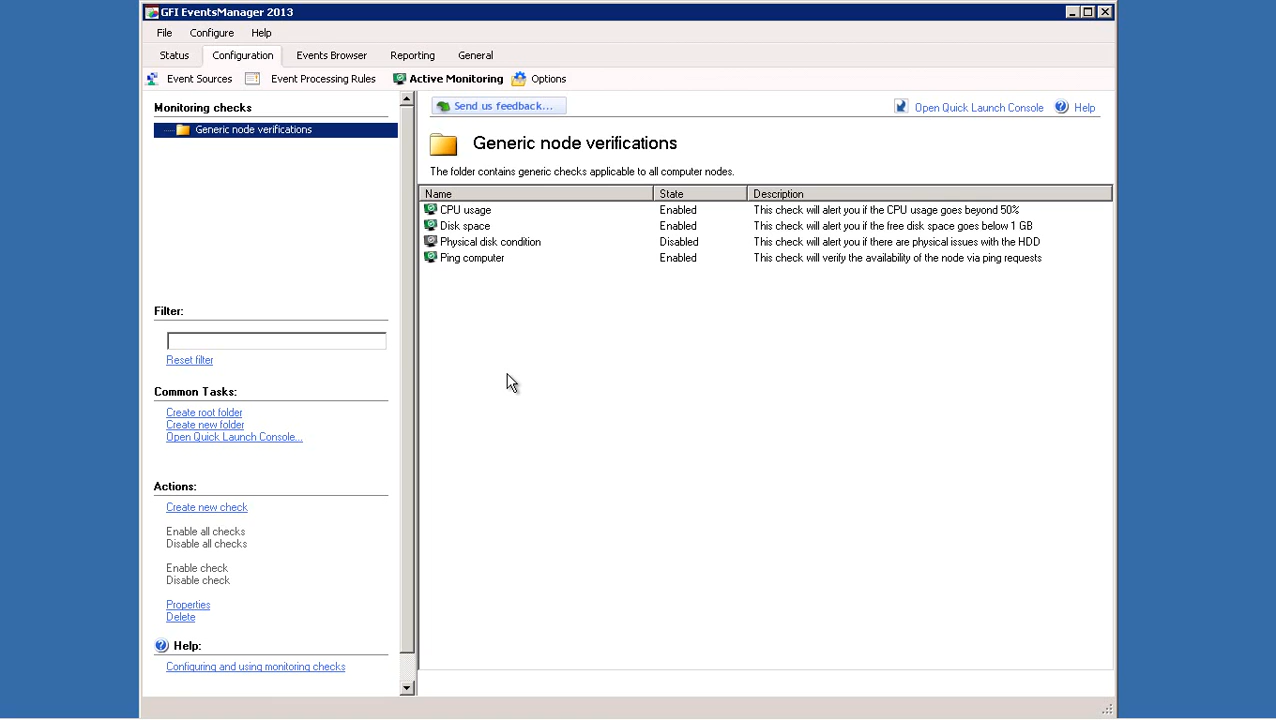 GFI EventsManager 2013
File Configure Help
Status Configuration Events Browser Reporting General
Event Sources Event Processing Rules Active Monitoring Options
Monitoring checks
Generic node verifications
Filter:
Reset filter
Common Tasks:
Create root folder
Create new folder
Open Quick Launch Console...
Actions:
Create new check
Enable all checks
Disable all checks
Enable check
Disable check
Properties
Delete
Help:
Configuring and using monitoring checks
Send us feedback... Open Quick Launch Console Help
Generic node verifications
The folder contains generic checks applicable to all computer nodes.
Name State Description
CPU usage Enabled This check will alert you if the CPU usage goes beyond 50%
Disk space Enabled This check will alert you if the free disk space goes below 1 GB
Physical disk condition Disabled This check will alert you if there are physical issues with the HDD
Ping computer Enabled This check will verify the availability of the node via ping requests